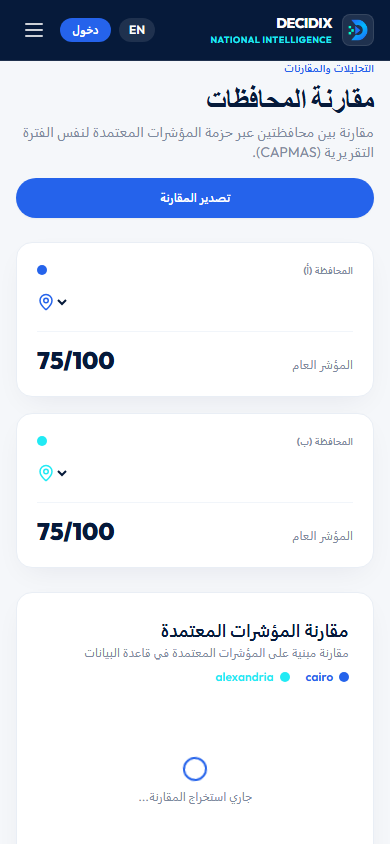 DECIDIX
NATIONAL INTELLIGENCE
EN
دخول
التحليلات والمقارنات
مقارنة المحافظات
مقارنة بين محافظتين عبر حزمة المؤشرات المعتمدة لنفس الفترة
التقريرية (CAPMAS).
تصدير المقارنة
المحافظة (أ)
المؤشر العام
75/100
المحافظة (ب)
المؤشر العام
75/100
مقارنة المؤشرات المعتمدة
مقارنة مبنية على المؤشرات المعتمدة في قاعدة البيانات
cairo
alexandria
جاري استخراج المقارنة...